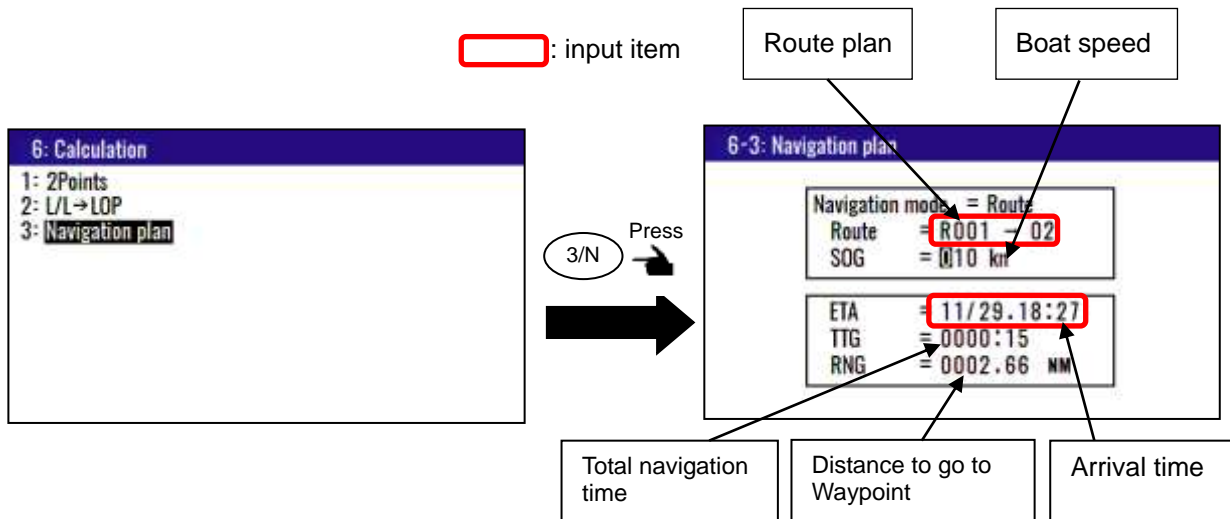 : input item
Route plan
Boat speed
6: Calculation
1: 2Points
2: L/L→LOP
3: Navigation plan
3/N
Press
6-3: Navigation plan
Navigation mode = Route
Route = R001 → 02
SOG = 010 kn
ETA = 11/29.18:27
TTG = 0000:15
RNG = 0002.66 NM
Total navigation
time
Distance to go to
Waypoint
Arrival time